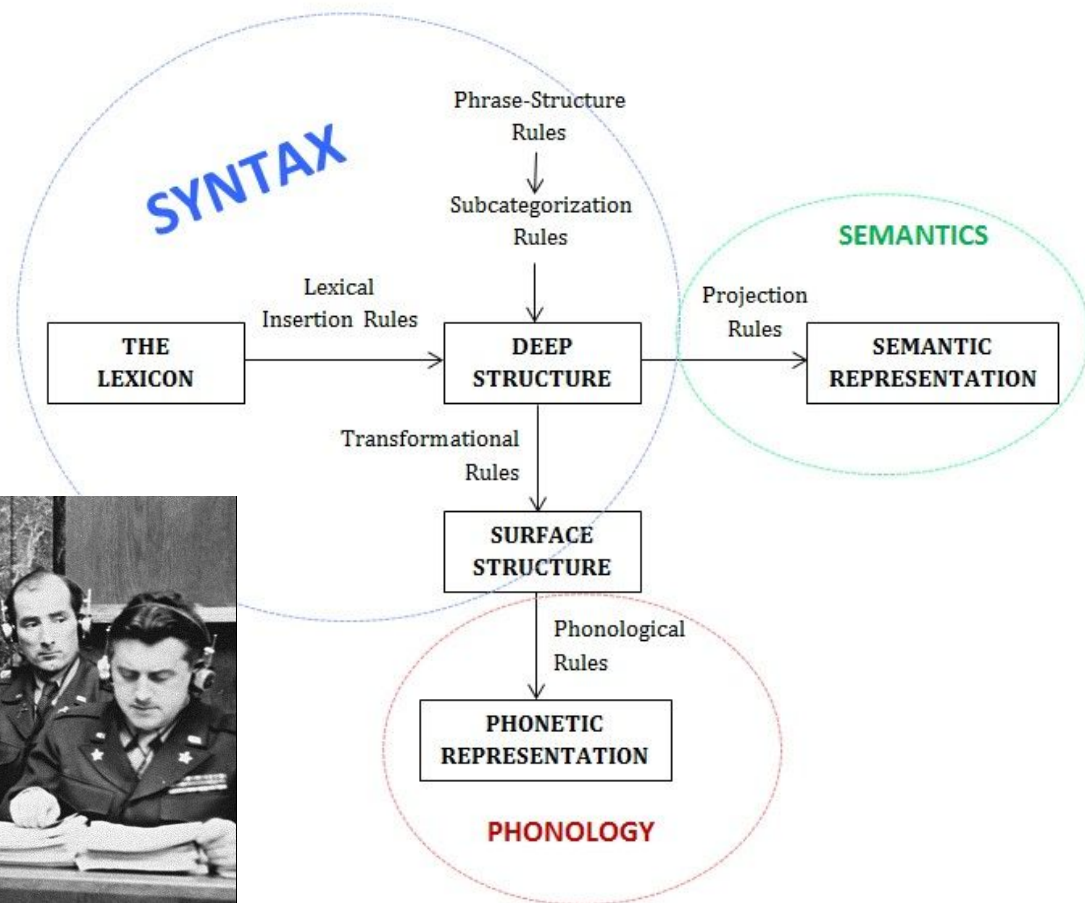 Phrase-Structure
Rules
SYNTAX
Subcategorization
Rules
SEMANTICS
Lexical
Insertion Rules
Projection
Rules
THE
LEXICON
DEEP
STRUCTURE
SEMANTIC
REPRESENTATION
Transformational
Rules
SURFACE
STRUCTURE
Phonological
Rules
PHONETIC
REPRESENTATION
PHONOLOGY